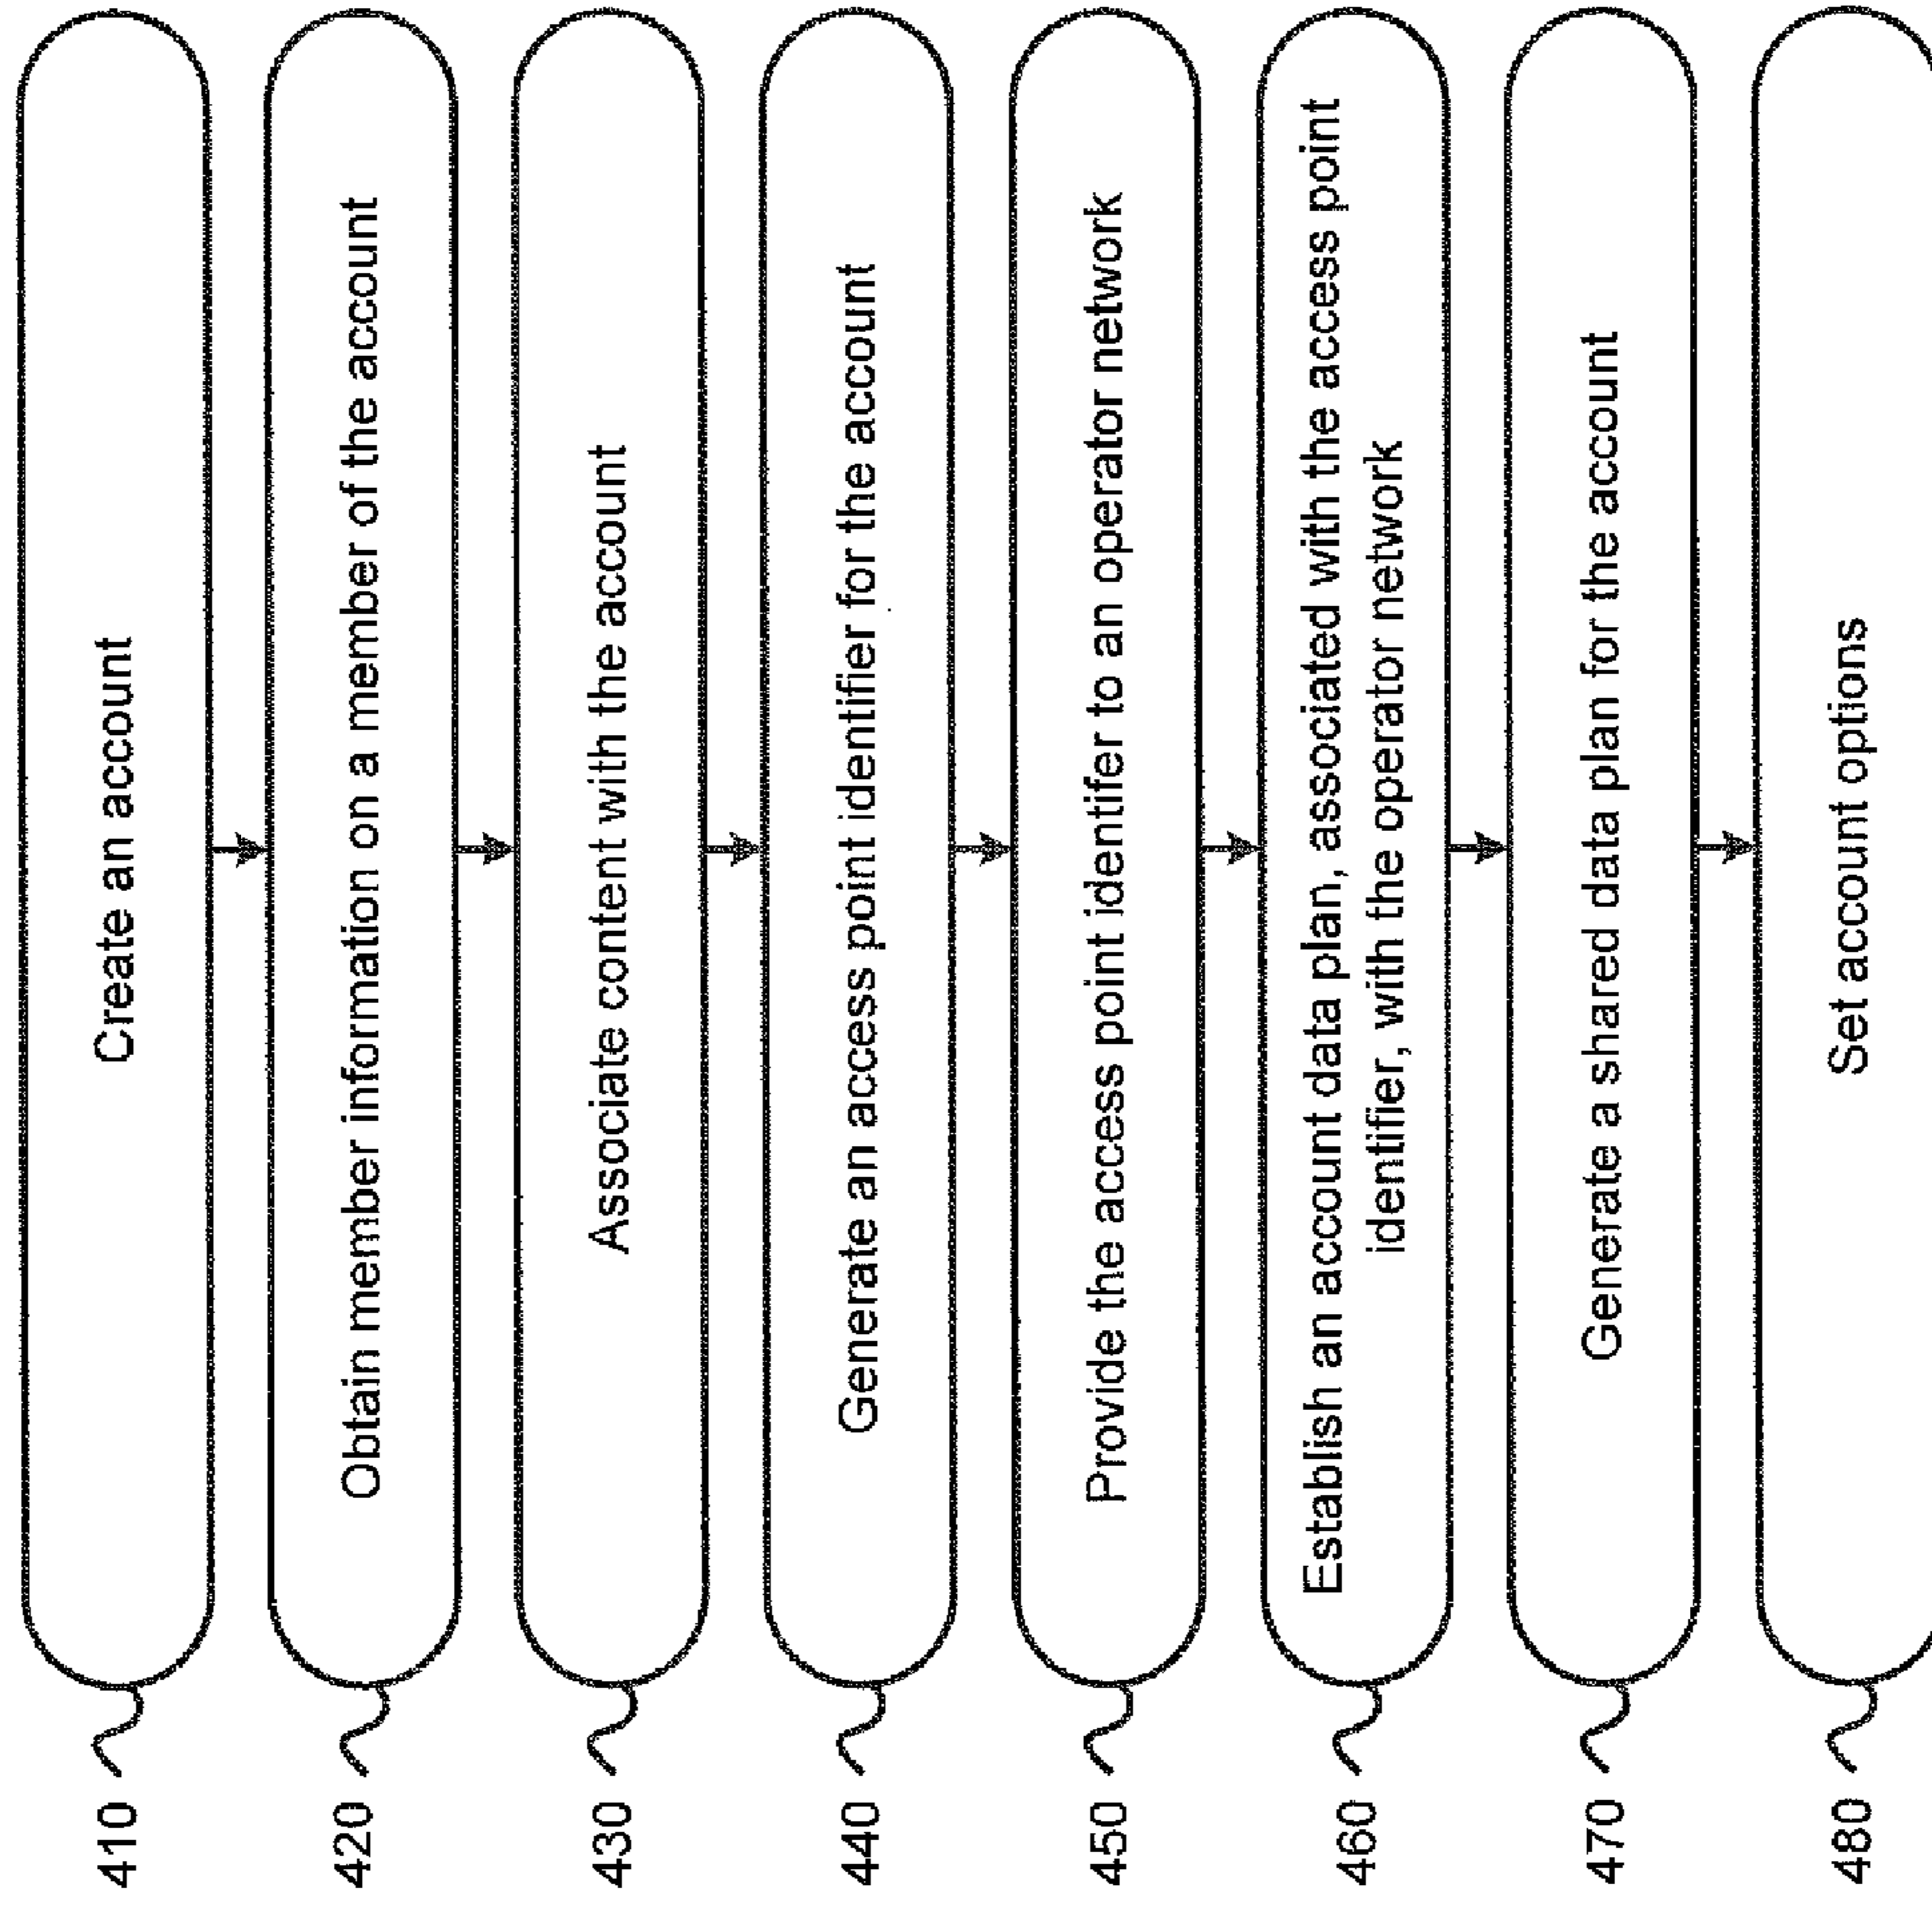 410
Create an account
420
Obtain member information on a member of the account
430
Associate content with the account
440
Generate an access point identifier for the account
450
Provide the access point identifer to an operator network
460
Establish an account data plan, associated with the access point
identifier, with the operator network
470
Generate a shared data plan for the account
480
Set account options